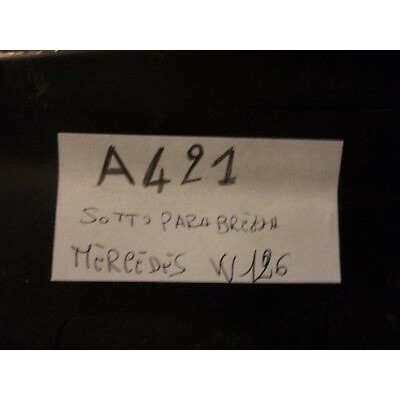 A421
SOTTO PARABREZZA
MERCEDES W126